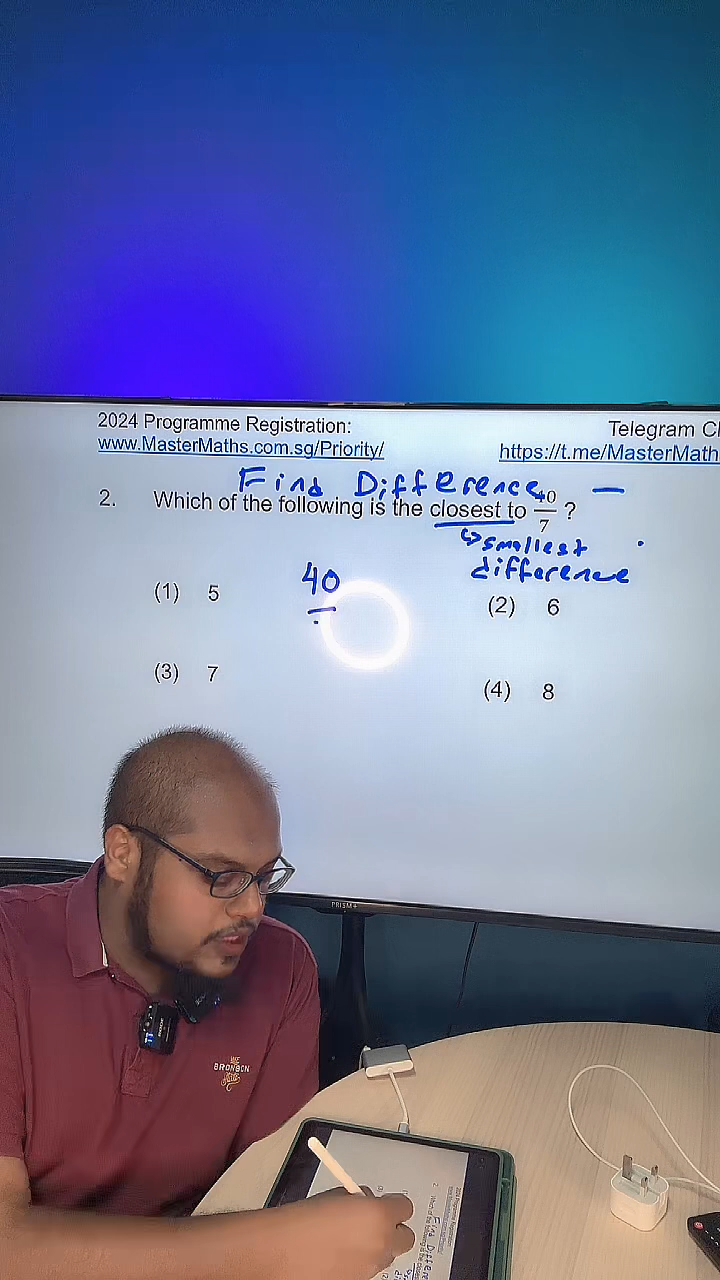 2024 Programme Registration:
Telegram
www.MasterMaths.com.sg/Priority/
https://t.me/MasterMath
Find Difference -
2. Which of the following is the closest to 40/7 ?
↳ smallest
difference
40
(1) 5
(2) 6
(3) 7
(4) 8
PRISM+
BRONSON